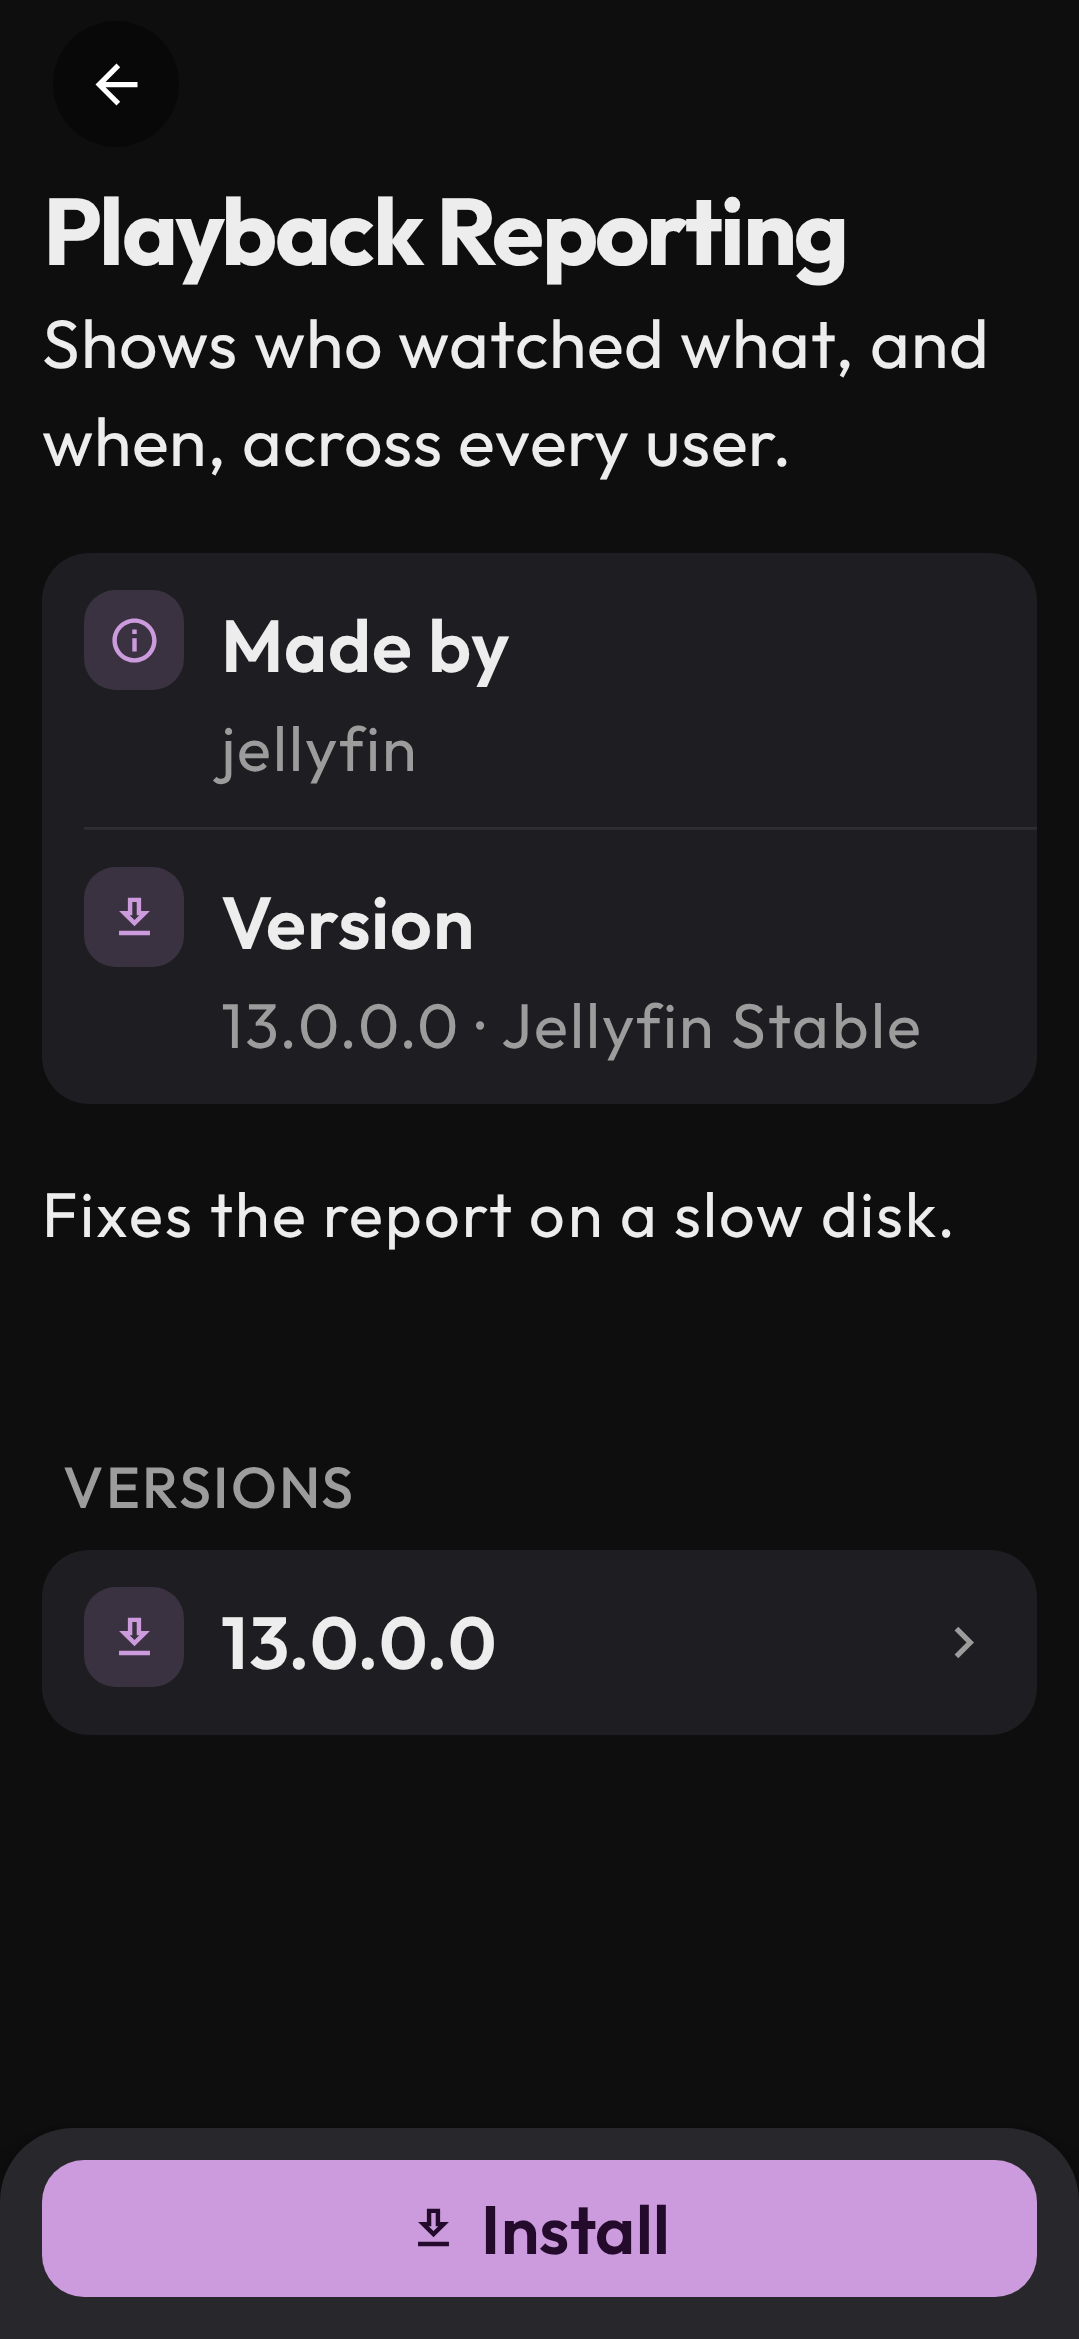 Playback Reporting
Shows who watched what, and
when, across every user.
Made by
jellyfin
Version
13.0.0.0 · Jellyfin Stable
Fixes the report on a slow disk.
VERSIONS
13.0.0.0
Install